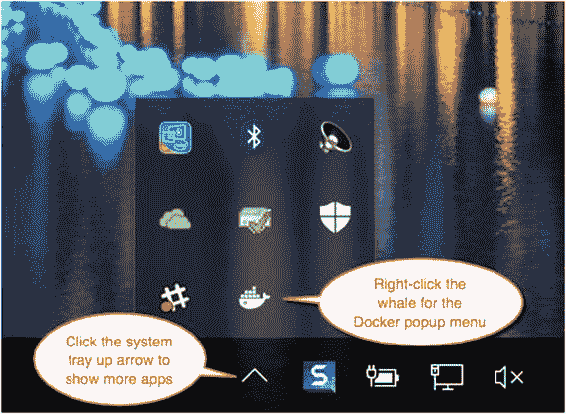 Right-click the
whale for the
Docker popup menu
Click the system
tray up arrow to
show more apps
S